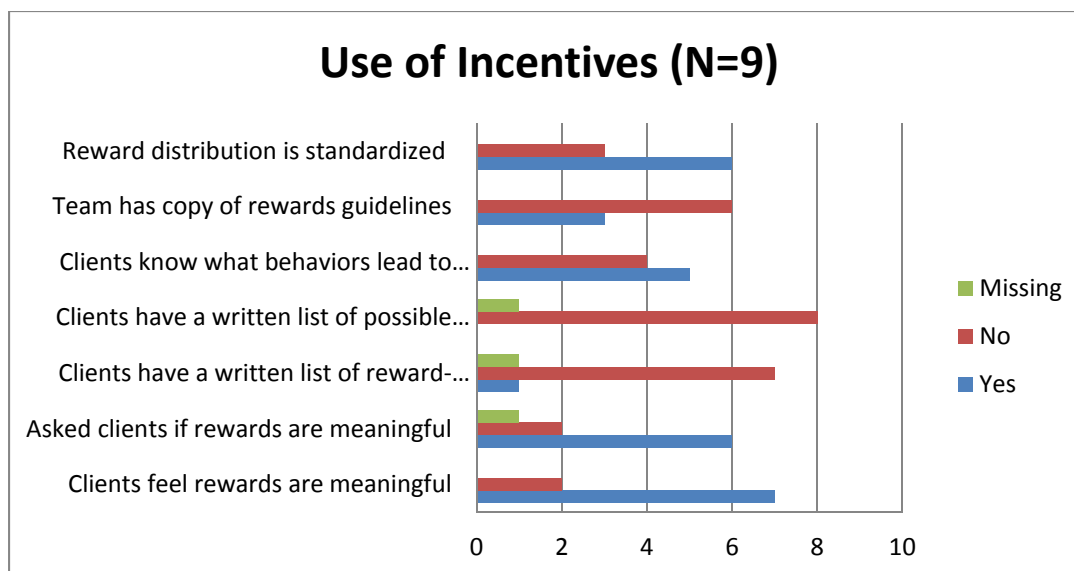 Use of Incentives (N=9)
Reward distribution is standardized
Team has copy of rewards guidelines
Clients know what behaviors lead to…
Clients have a written list of possible…
Clients have a written list of reward-…
Asked clients if rewards are meaningful
Clients feel rewards are meaningful
Missing
No
Yes
0 2 4 6 8 10